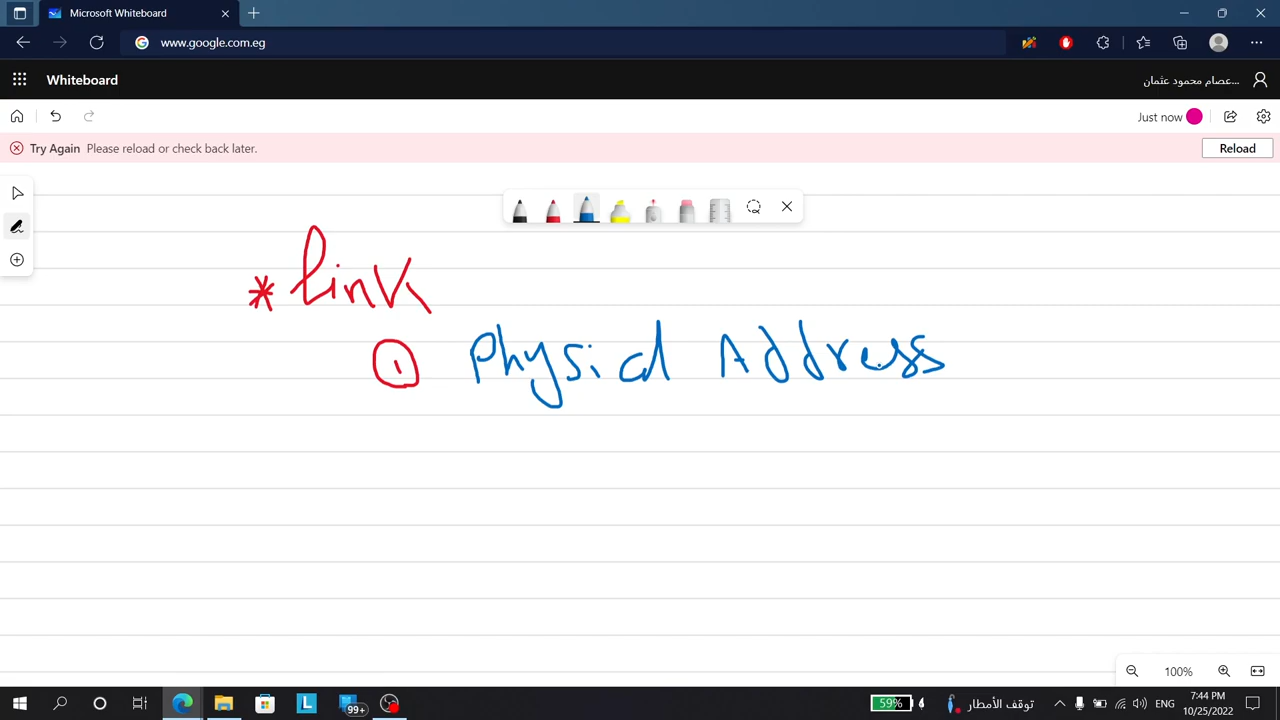 Microsoft Whiteboard
www.google.com.eg
Whiteboard
عصام محمود عثمان...
Just now
Try Again Please reload or check back later.
Reload
* link
① Physical Address
100%
99+
59%
توقف الأمطار
ENG
7:44 PM
10/25/2022